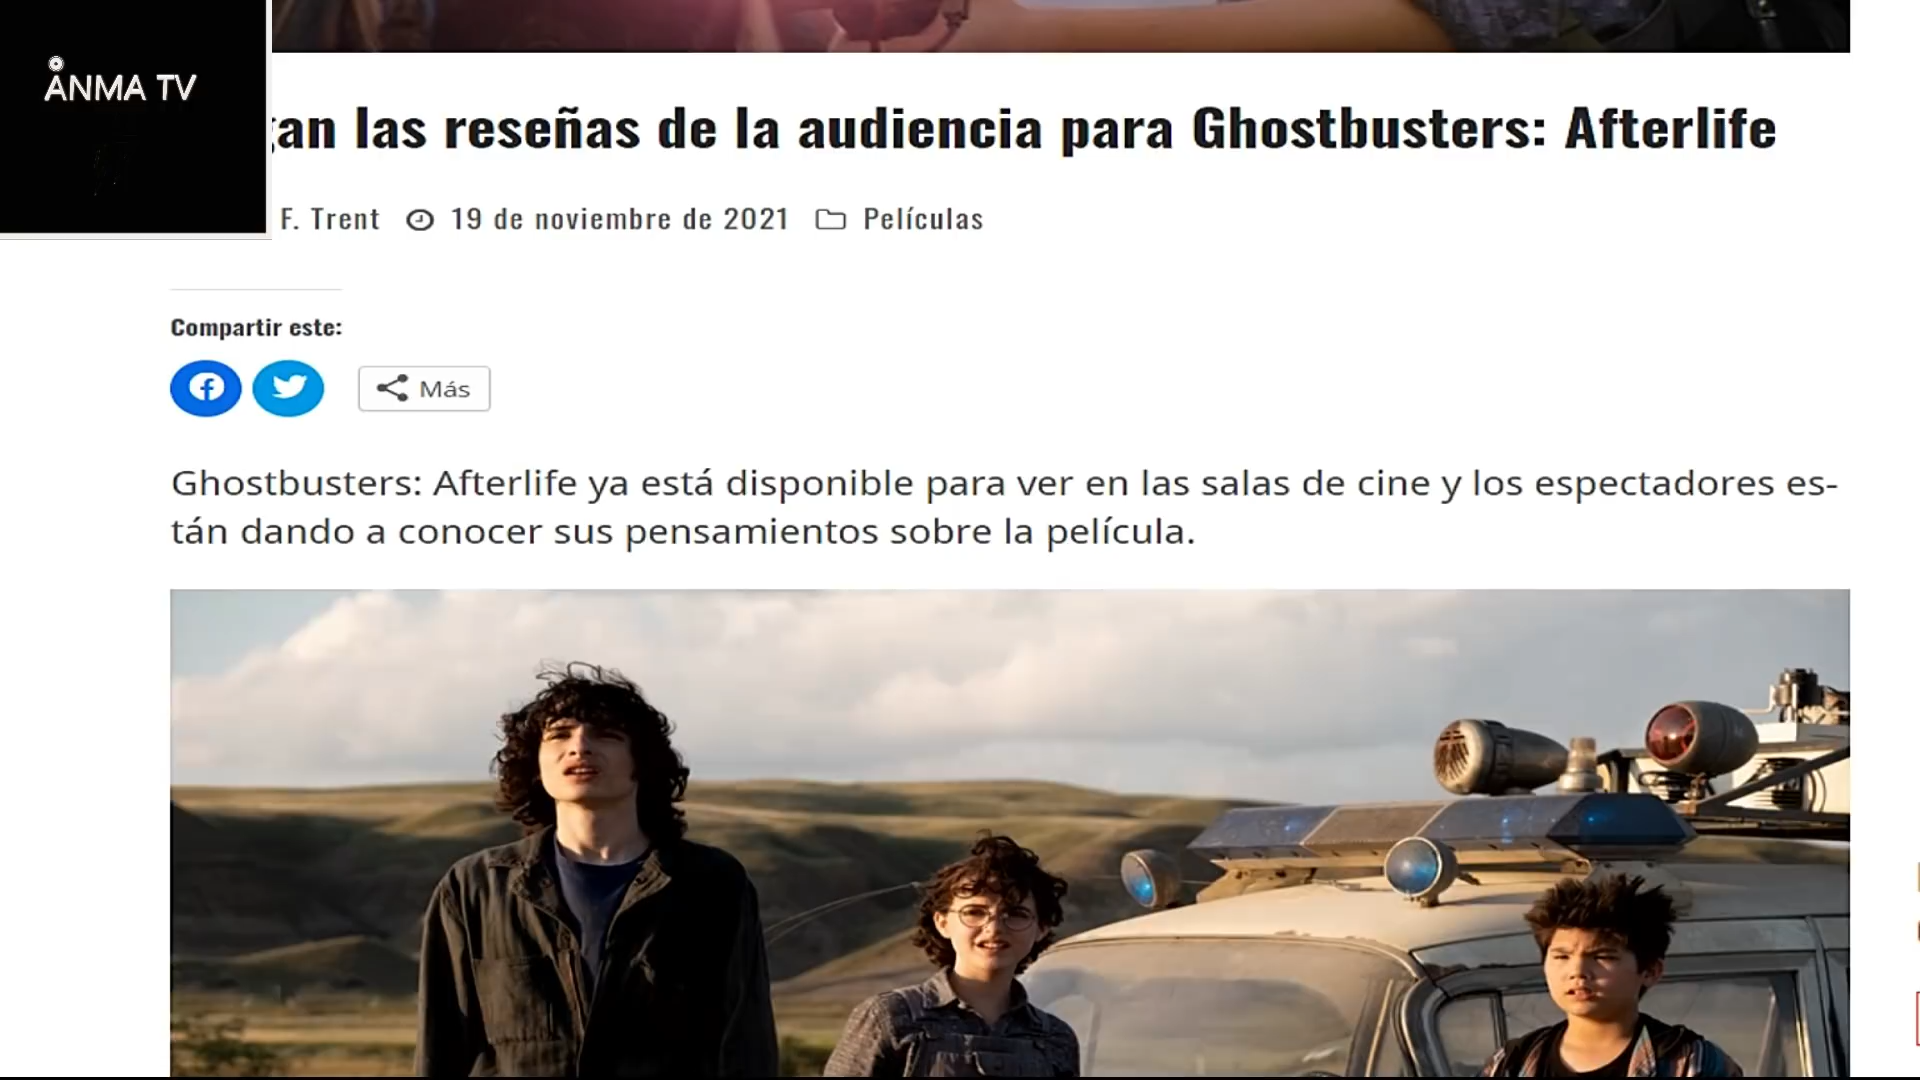 ANMA TV
gan las reseñas de la audiencia para Ghostbusters: Afterlife
F. Trent 19 de noviembre de 2021 Películas
Compartir este:
Más
Ghostbusters: Afterlife ya está disponible para ver en las salas de cine y los espectadores es-
tán dando a conocer sus pensamientos sobre la película.